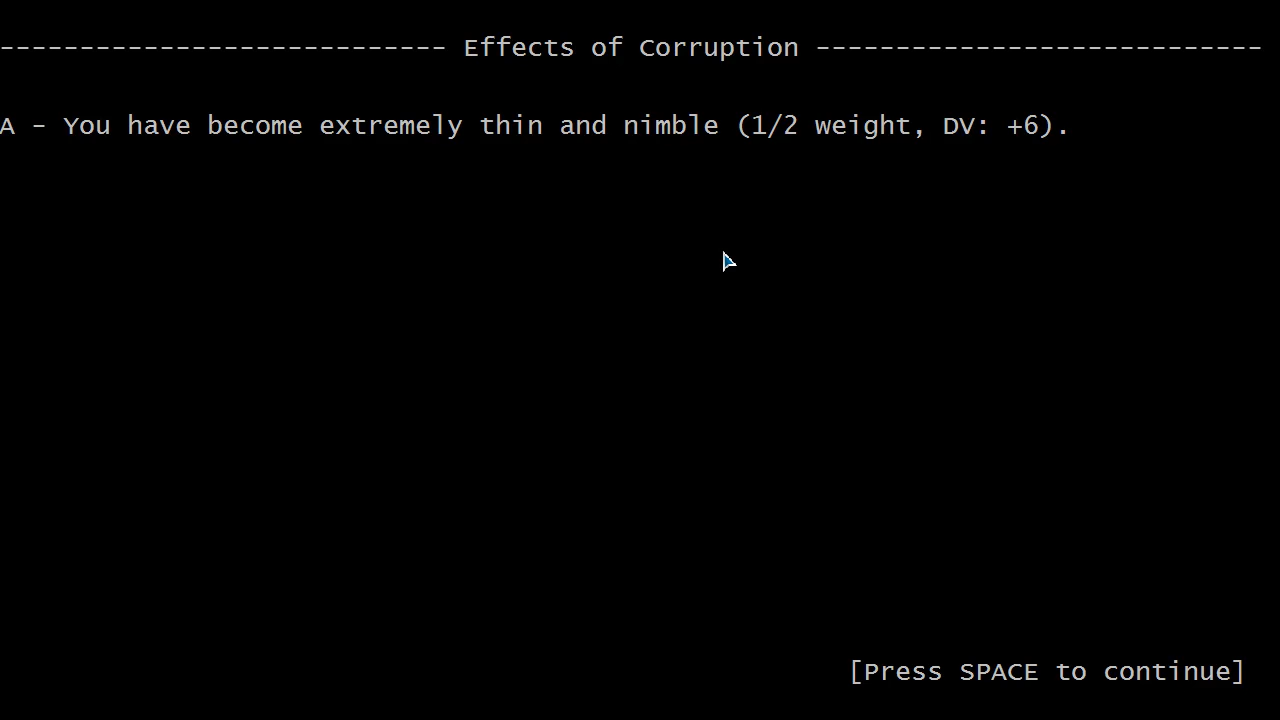 ---------------------------- Effects of Corruption ----------------------------
A - You have become extremely thin and nimble (1/2 weight, DV: +6).
[Press SPACE to continue]